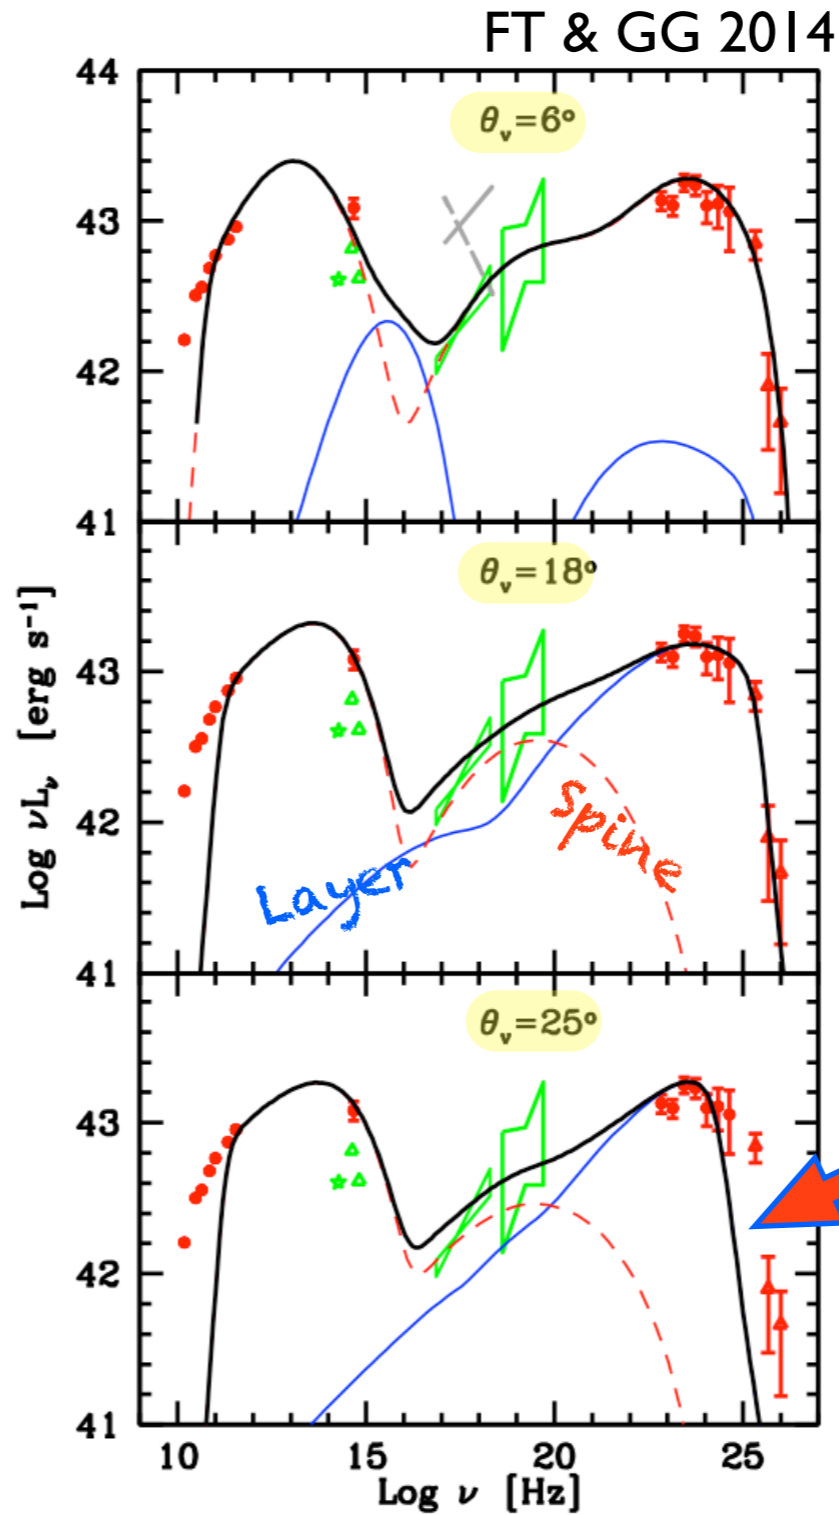 FT & GG 2014
44
θᵥ=6°
43
42
41
θᵥ=18°
43
42
Spine
Layer
41
θᵥ=25°
43
42
41
10 15 20 25
Log ν [Hz]
Log νLᵥ [erg s⁻¹]